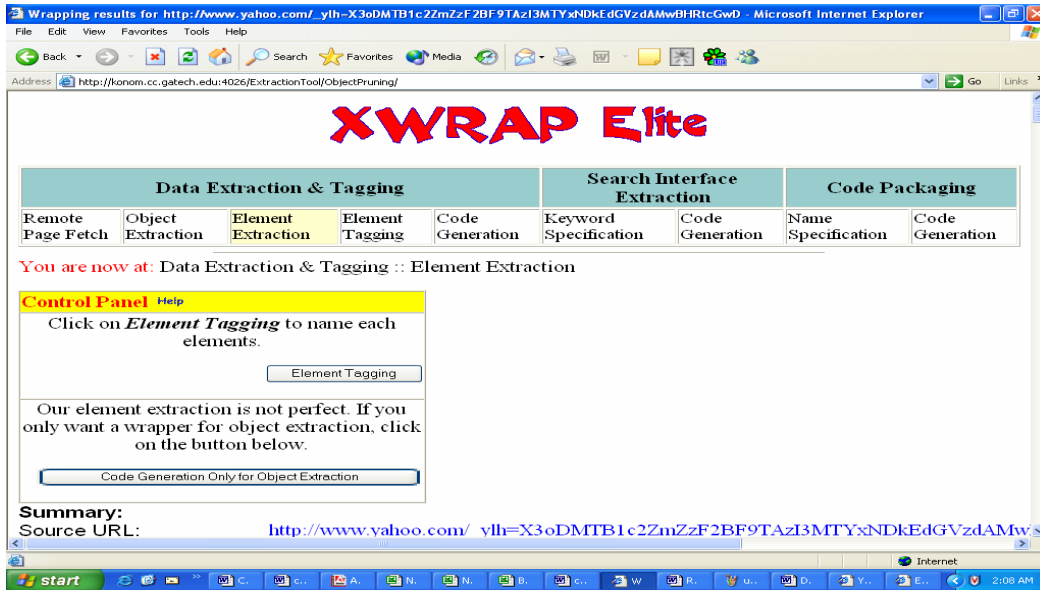 Wrapping results for http://www.yahoo.com/_ylh=X3oDMTB1c2ZmZzF2BF9TAzI3MTYxNDkEdGVzdAMwBHRtcGwD - Microsoft Internet Explorer
File Edit View Favorites Tools Help
Back Search Favorites Media
Address http://konom.cc.gatech.edu:4026/ExtractionTool/ObjectPruning/ Go Links
XWRAP Elite
Data Extraction & Tagging
Search Interface
Extraction
Code Packaging
Remote
Page Fetch
Object
Extraction
Element
Extraction
Element
Tagging
Code
Generation
Keyword
Specification
Code
Generation
Name
Specification
Code
Generation
You are now at: Data Extraction & Tagging :: Element Extraction
Control Panel Help
Click on Element Tagging to name each
elements.
Element Tagging
Our element extraction is not perfect. If you
only want a wrapper for object extraction, click
on the button below.
Code Generation Only for Object Extraction
Summary:
Source URL: http://www.yahoo.com/_ylh=X3oDMTB1c2ZmZzF2BF9TAzI3MTYxNDkEdGVzdAMw
Internet
start C. c.. A. N. N. B. c.. W R. u.. D. Y.. E.. 2:08 AM